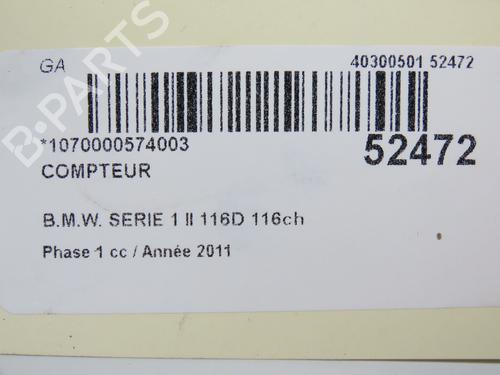 GA
40300501 52472
*1070000574003
52472
COMPTEUR
B.M.W. SERIE 1 II 116D 116ch
Phase 1 cc / Année 2011
B-PARTS